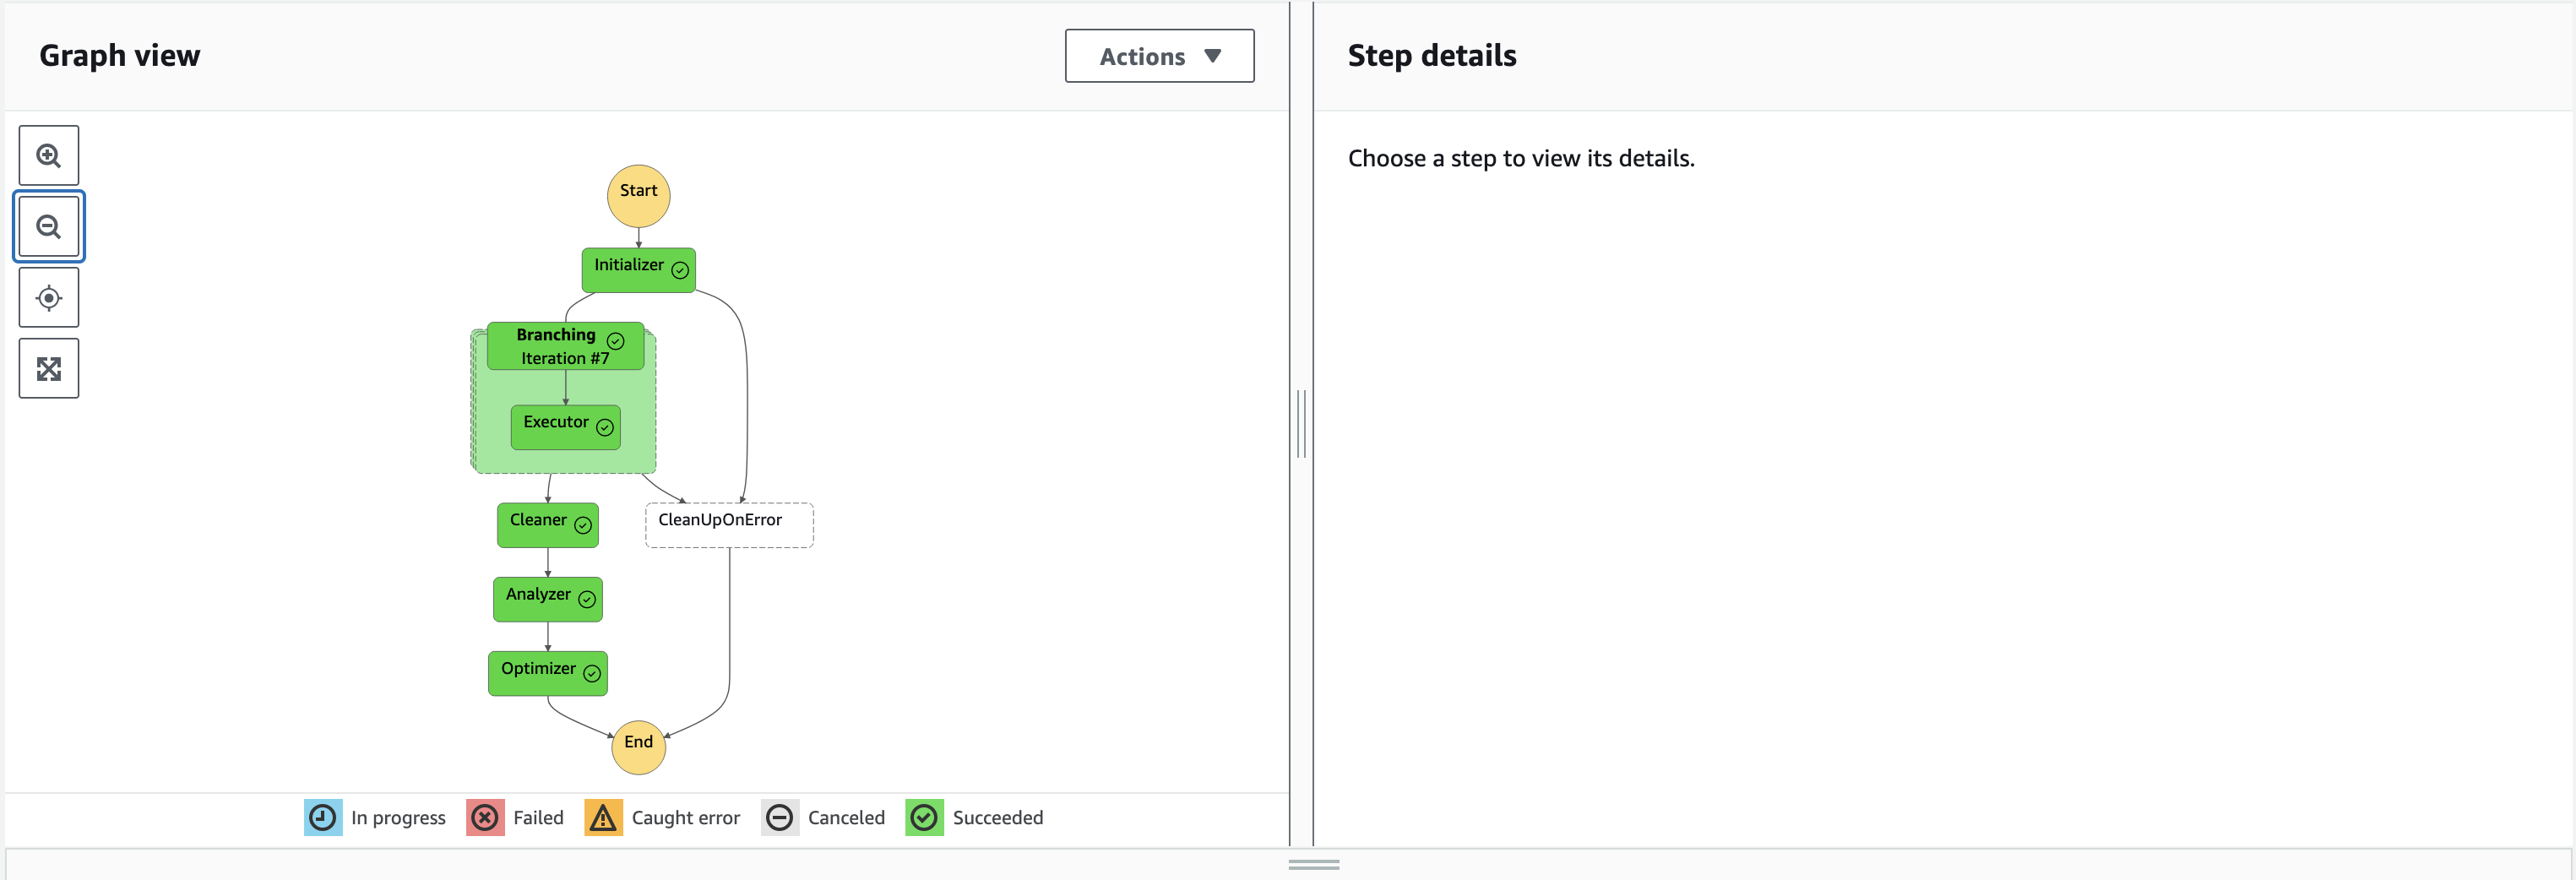 Graph view
Actions
Step details
Choose a step to view its details.
Start
Initializer
Branching
Iteration #7
Executor
Cleaner
CleanUpOnError
Analyzer
Optimizer
End
In progress
Failed
Caught error
Canceled
Succeeded